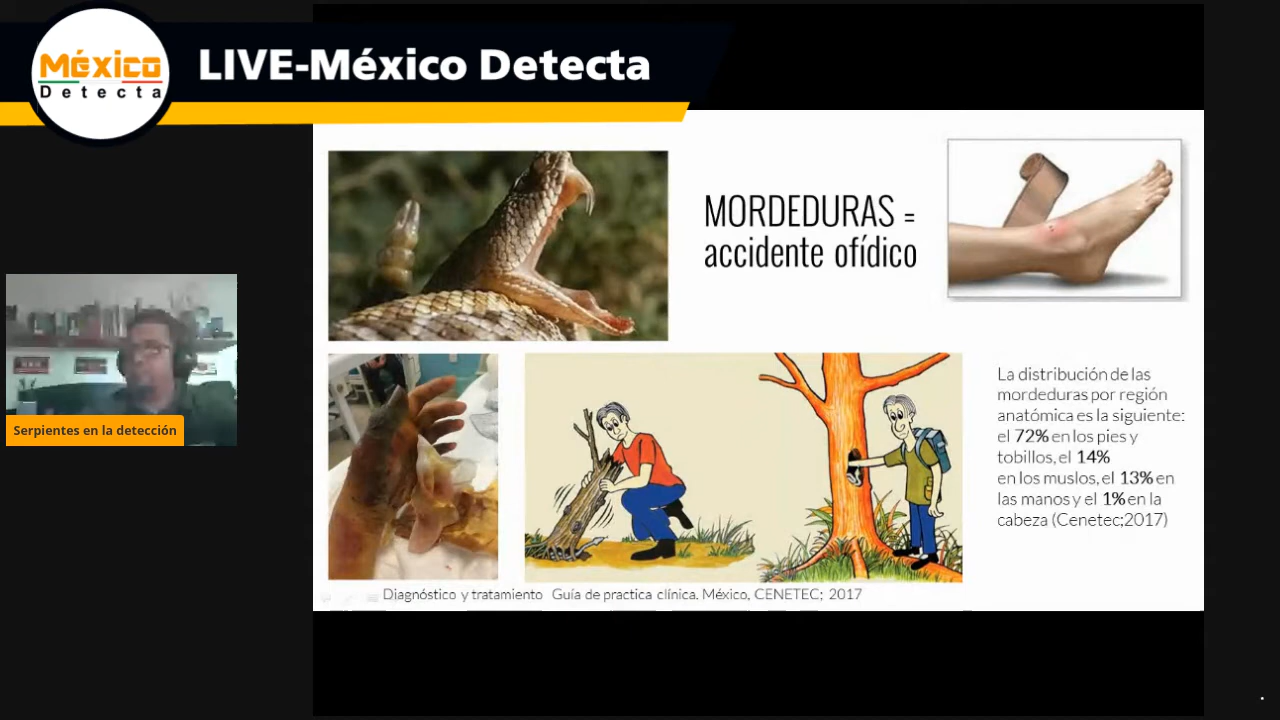 México
Detecta
LIVE-México Detecta
MORDEDURAS =
accidente ofídico
Serpientes en la detección
La distribución de las
mordeduras por región
anatómica es la siguiente:
el 72% en los pies y
tobillos, el 14%
en los muslos, el 13% en
las manos y el 1% en la
cabeza (Cenetec;2017)
Diagnóstico y tratamiento Guía de practica clínica. México, CENETEC; 2017